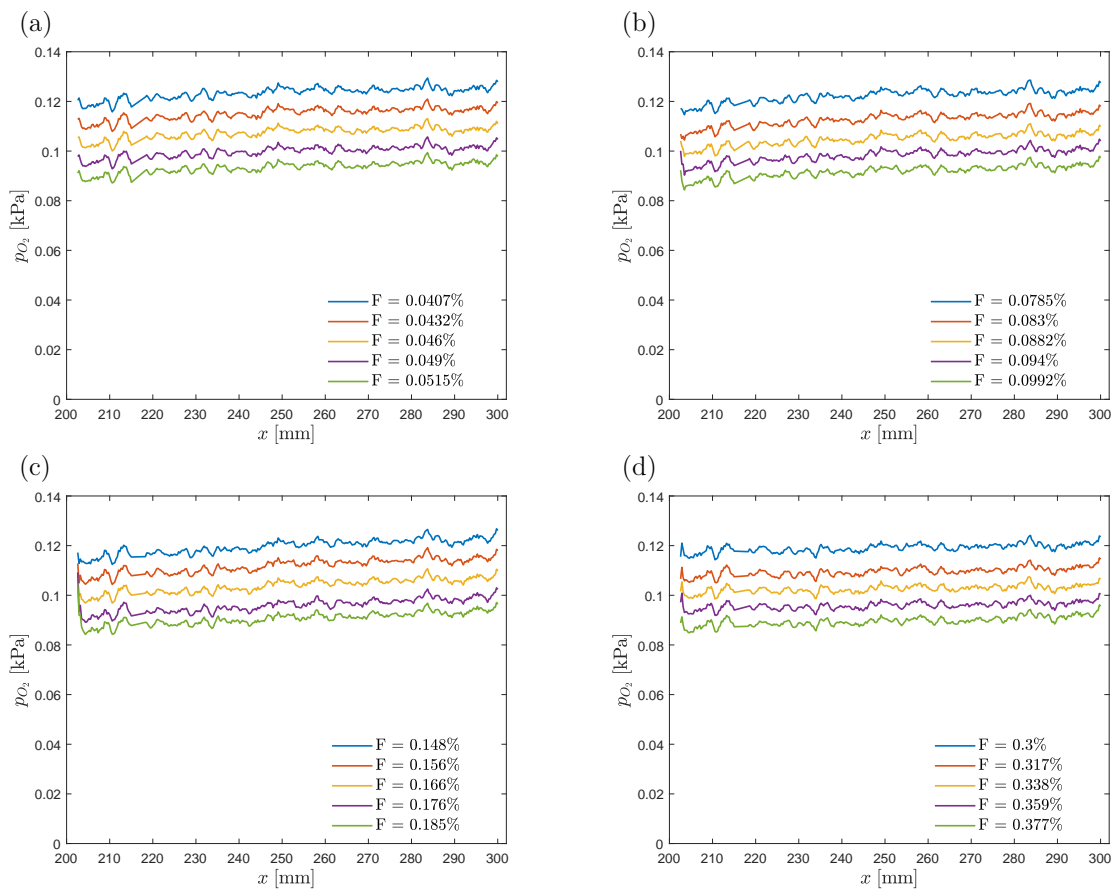 (a)
0.14
0.12
0.1
0.08
0.06
0.04
0.02
0
p_{O_2} [kPa]
F = 0.0407%
F = 0.0432%
F = 0.046%
F = 0.049%
F = 0.0515%
200 210 220 230 240 250 260 270 280 290 300
x [mm]
(b)
0.14
0.12
0.1
0.08
0.06
0.04
0.02
0
p_{O_2} [kPa]
F = 0.0785%
F = 0.083%
F = 0.0882%
F = 0.094%
F = 0.0992%
200 210 220 230 240 250 260 270 280 290 300
x [mm]
(c)
0.14
0.12
0.1
0.08
0.06
0.04
0.02
0
p_{O_2} [kPa]
F = 0.148%
F = 0.156%
F = 0.166%
F = 0.176%
F = 0.185%
200 210 220 230 240 250 260 270 280 290 300
x [mm]
(d)
0.14
0.12
0.1
0.08
0.06
0.04
0.02
0
p_{O_2} [kPa]
F = 0.3%
F = 0.317%
F = 0.338%
F = 0.359%
F = 0.377%
200 210 220 230 240 250 260 270 280 290 300
x [mm]